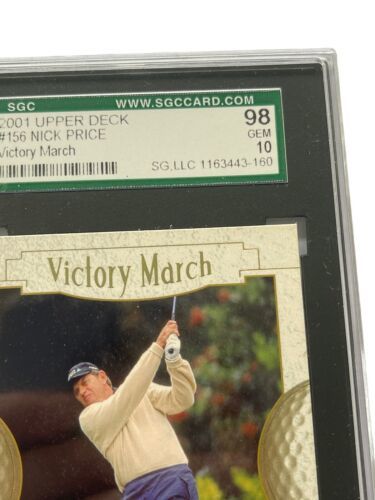 SGC WWW.SGCCARD.COM
2001 UPPER DECK 98
#156 NICK PRICE GEM
Victory March 10
SG,LLC 1163443-160
Victory March